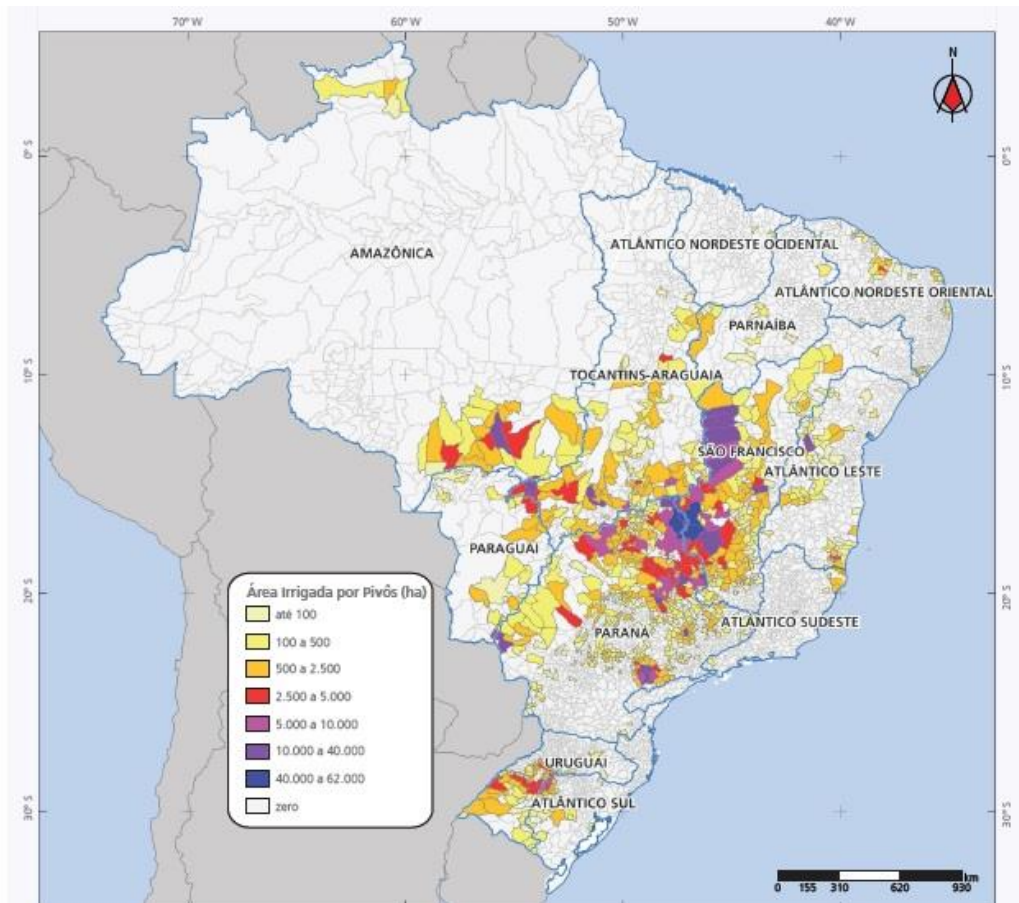 70° W 60° W 50° W 40° W
N
0° S 0° S
AMAZÔNICA
ATLÂNTICO NORDESTE OCIDENTAL
ATLÂNTICO NORDESTE ORIENTAL
PARNAÍBA
10° S 10° S
TOCANTINS-ARAGUAIA
SÃO FRANCISCO
ATLÂNTICO LESTE
PARAGUAI
20° S 20° S
ATLÂNTICO SUDESTE
PARANÁ
Área Irrigada por Pivôs (ha)
até 100
100 a 500
500 a 2.500
2.500 a 5.000
5.000 a 10.000
10.000 a 40.000
40.000 a 62.000
zero
URUGUAI
ATLÂNTICO SUL
30° S 30° S
km
0 155 310 620 930